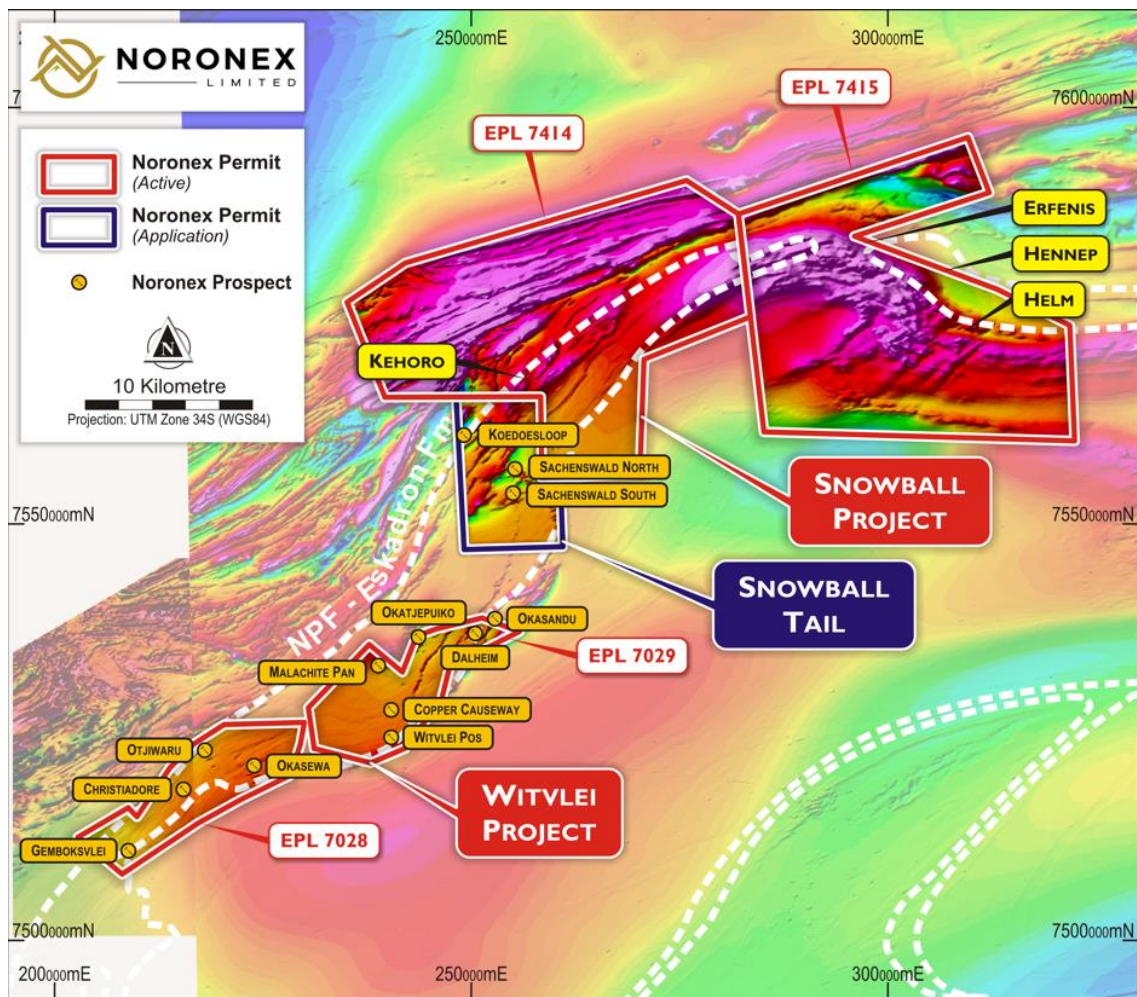 250000mE
300000mE
NORONEX
LIMITED
7600000mN
EPL 7414
EPL 7415
Noronex Permit
(Active)
Noronex Permit
(Application)
Noronex Prospect
N
10 Kilometre
Projection: UTM Zone 34S (WGS84)
ERFENIS
HENNEP
HELM
KEHORO
KOEDOESLOOP
SACHENSWALD NORTH
SACHENSWALD SOUTH
SNOWBALL
PROJECT
7550000mN
7550000mN
NPF - Eskadron Fm
SNOWBALL
TAIL
OKATJEPUIKO
OKASANDU
DALHEIM
EPL 7029
MALACHITE PAN
COPPER CAUSEWAY
WITVLEI POS
OTJIWARU
OKASEWA
CHRISTIADORE
WITVLEI
PROJECT
GEMBOKSVLEI
EPL 7028
7500000mN
7500000mN
200000mE
250000mE
300000mE